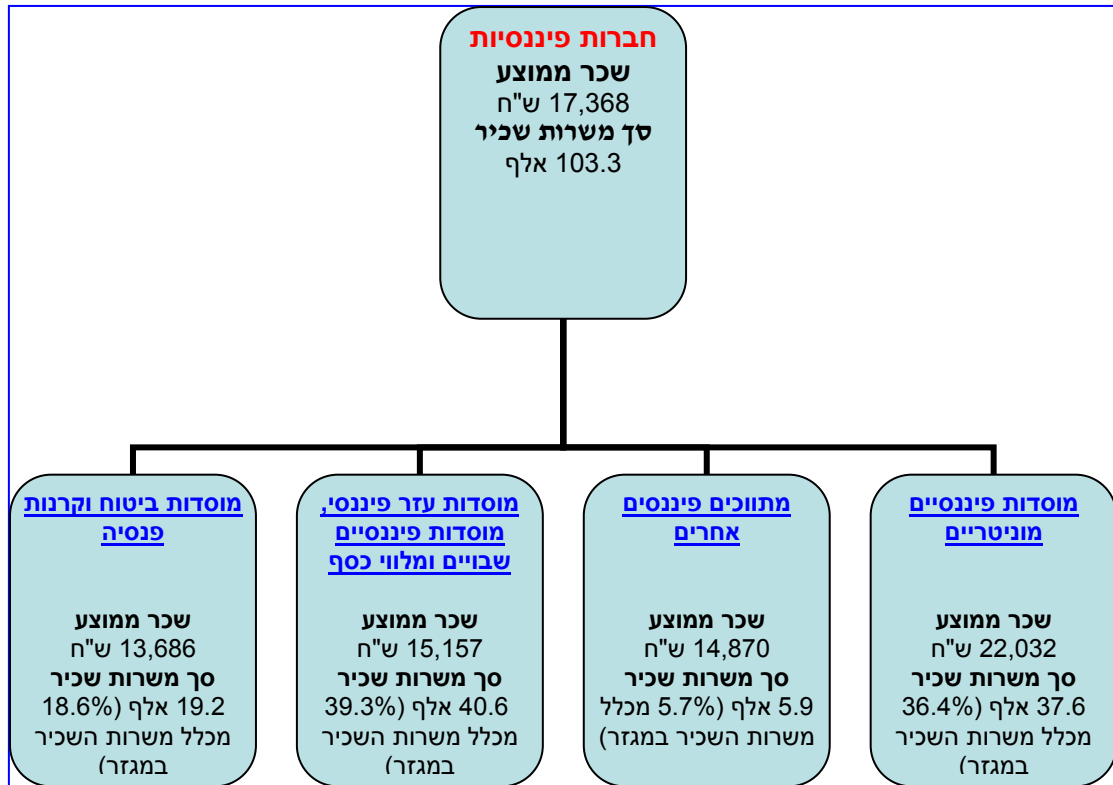 חברות פיננסיות
שכר ממוצע
17,368 ש"ח
סך משרות שכיר
103.3 אלף
מוסדות פיננסיים
מוניטריים
שכר ממוצע
22,032 ש"ח
סך משרות שכיר
37.6 אלף (36.4%
מכלל משרות השכיר
במגזר)
מתווכים פיננסים
אחרים
שכר ממוצע
14,870 ש"ח
סך משרות שכיר
5.9 אלף (5.7% מכלל
משרות השכיר במגזר)
מוסדות עזר פיננסי,
מוסדות פיננסיים
שבויים ומלווי כסף
שכר ממוצע
15,157 ש"ח
סך משרות שכיר
40.6 אלף (39.3%
מכלל משרות השכיר
במגזר)
מוסדות ביטוח וקרנות
פנסיה
שכר ממוצע
13,686 ש"ח
סך משרות שכיר
19.2 אלף (18.6%
מכלל משרות השכיר
במגזר)